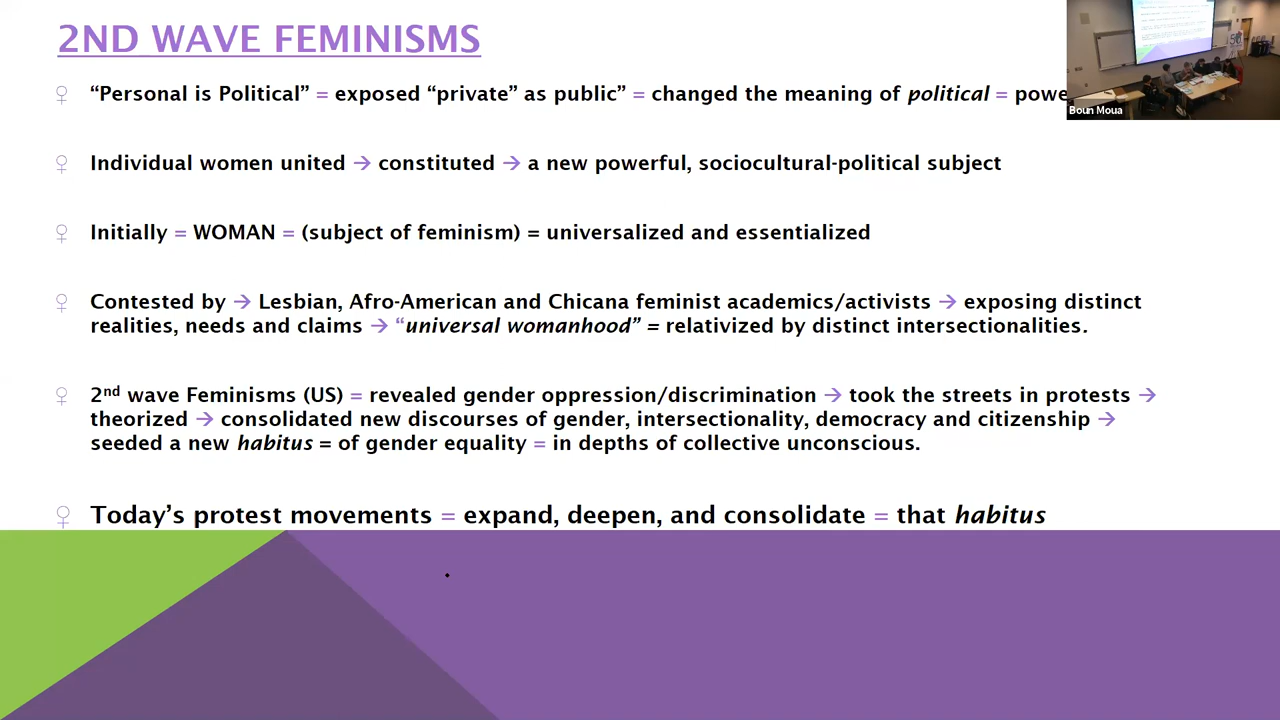 2ND WAVE FEMINISMS
♀ “Personal is Political” = exposed “private” as public” = changed the meaning of political =
♀ Individual women united → constituted → a new powerful, sociocultural-political subject
♀ Initially = WOMAN = (subject of feminism) = universalized and essentialized
♀ Contested by → Lesbian, Afro-American and Chicana feminist academics/activists → exposing distinct
realities, needs and claims → “universal womanhood” = relativized by distinct intersectionalities.
♀ 2nd wave Feminisms (US) = revealed gender oppression/discrimination → took the streets in protests →
theorized → consolidated new discourses of gender, intersectionality, democracy and citizenship →
seeded a new habitus = of gender equality = in depths of collective unconscious.
♀ Today’s protest movements = expand, deepen, and consolidate = that habitus
Boun Moua